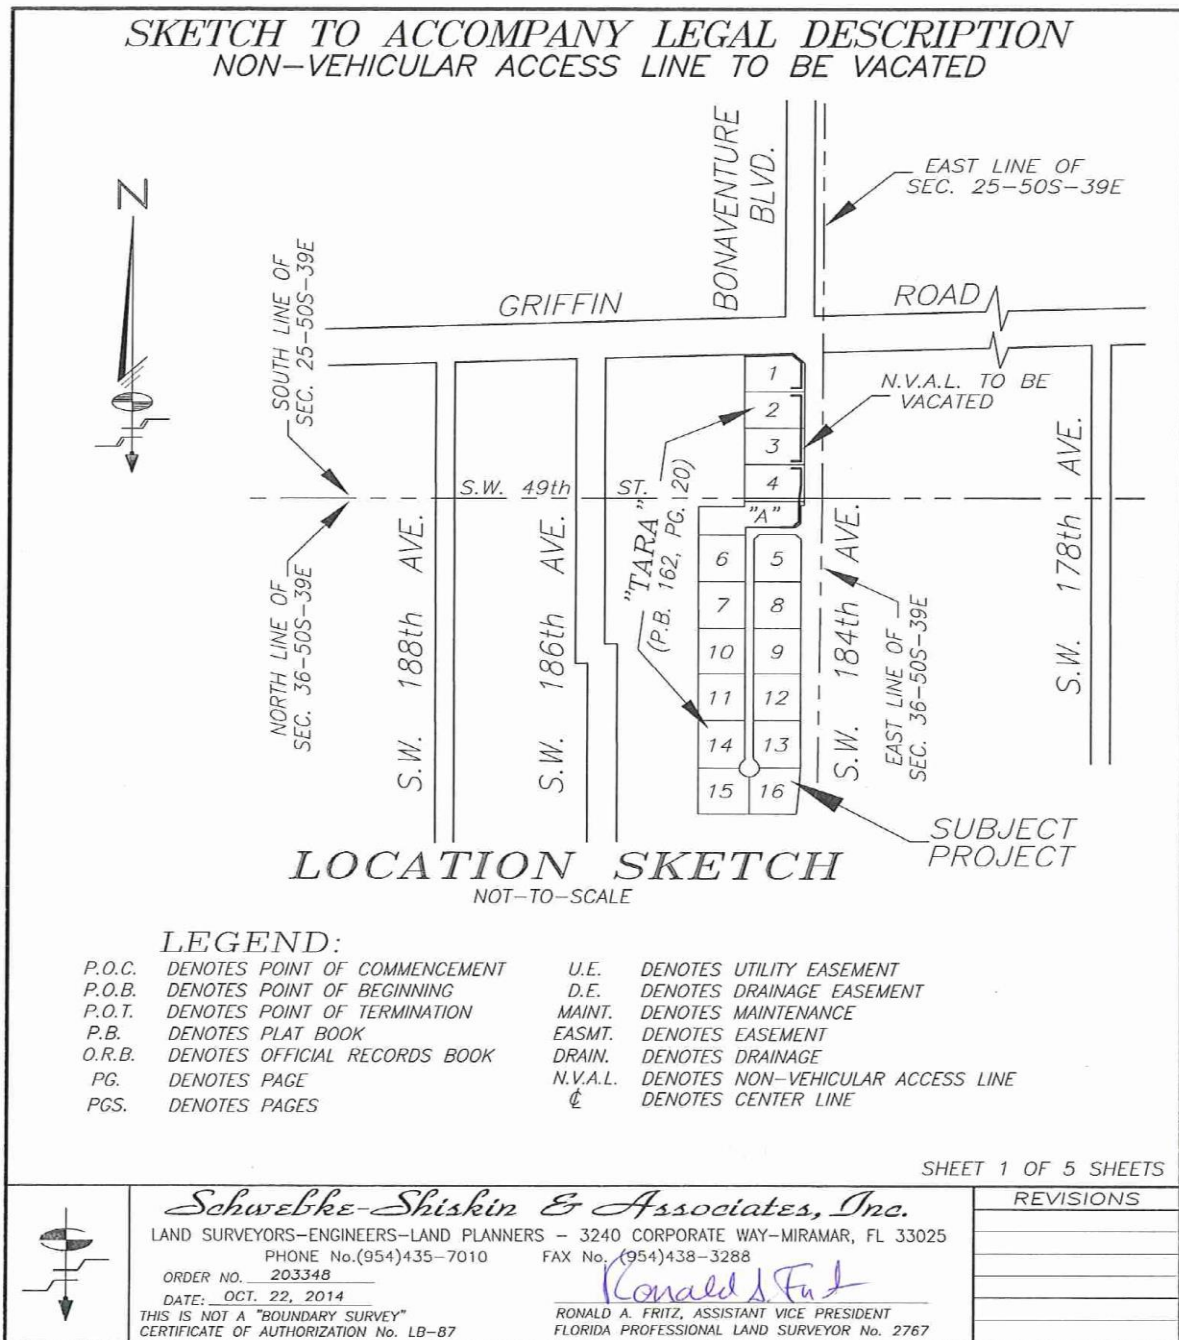 SKETCH TO ACCOMPANY LEGAL DESCRIPTION
NON-VEHICULAR ACCESS LINE TO BE VACATED
N
BONAVENTURE
BLVD.
EAST LINE OF
SEC. 25-50S-39E
SOUTH LINE OF
SEC. 25-50S-39E
GRIFFIN
ROAD
N.V.A.L. TO BE
VACATED
1
2
3
4
"A"
S.W. 49th ST.
"TARA"
(P.B. 162, PG. 20)
NORTH LINE OF
SEC. 36-50S-39E
S.W. 188th AVE.
S.W. 186th AVE.
S.W. 184th AVE.
EAST LINE OF
SEC. 36-50S-39E
S.W. 178th AVE.
6
5
7
8
10
9
11
12
14
13
15
16
SUBJECT
PROJECT
LOCATION SKETCH
NOT-TO-SCALE
LEGEND:
P.O.C. DENOTES POINT OF COMMENCEMENT
P.O.B. DENOTES POINT OF BEGINNING
P.O.T. DENOTES POINT OF TERMINATION
P.B. DENOTES PLAT BOOK
O.R.B. DENOTES OFFICIAL RECORDS BOOK
PG. DENOTES PAGE
PGS. DENOTES PAGES
U.E. DENOTES UTILITY EASEMENT
D.E. DENOTES DRAINAGE EASEMENT
MAINT. DENOTES MAINTENANCE
EASMT. DENOTES EASEMENT
DRAIN. DENOTES DRAINAGE
N.V.A.L. DENOTES NON-VEHICULAR ACCESS LINE
℄ DENOTES CENTER LINE
SHEET 1 OF 5 SHEETS
Schwebke-Shiskin & Associates, Inc.
LAND SURVEYORS-ENGINEERS-LAND PLANNERS - 3240 CORPORATE WAY-MIRAMAR, FL 33025
PHONE No.(954)435-7010 FAX No. (954)438-3288
ORDER NO. 203348
DATE: OCT. 22, 2014
THIS IS NOT A "BOUNDARY SURVEY"
CERTIFICATE OF AUTHORIZATION No. LB-87
Ronald A. Fritz
RONALD A. FRITZ, ASSISTANT VICE PRESIDENT
FLORIDA PROFESSIONAL LAND SURVEYOR No. 2767
REVISIONS